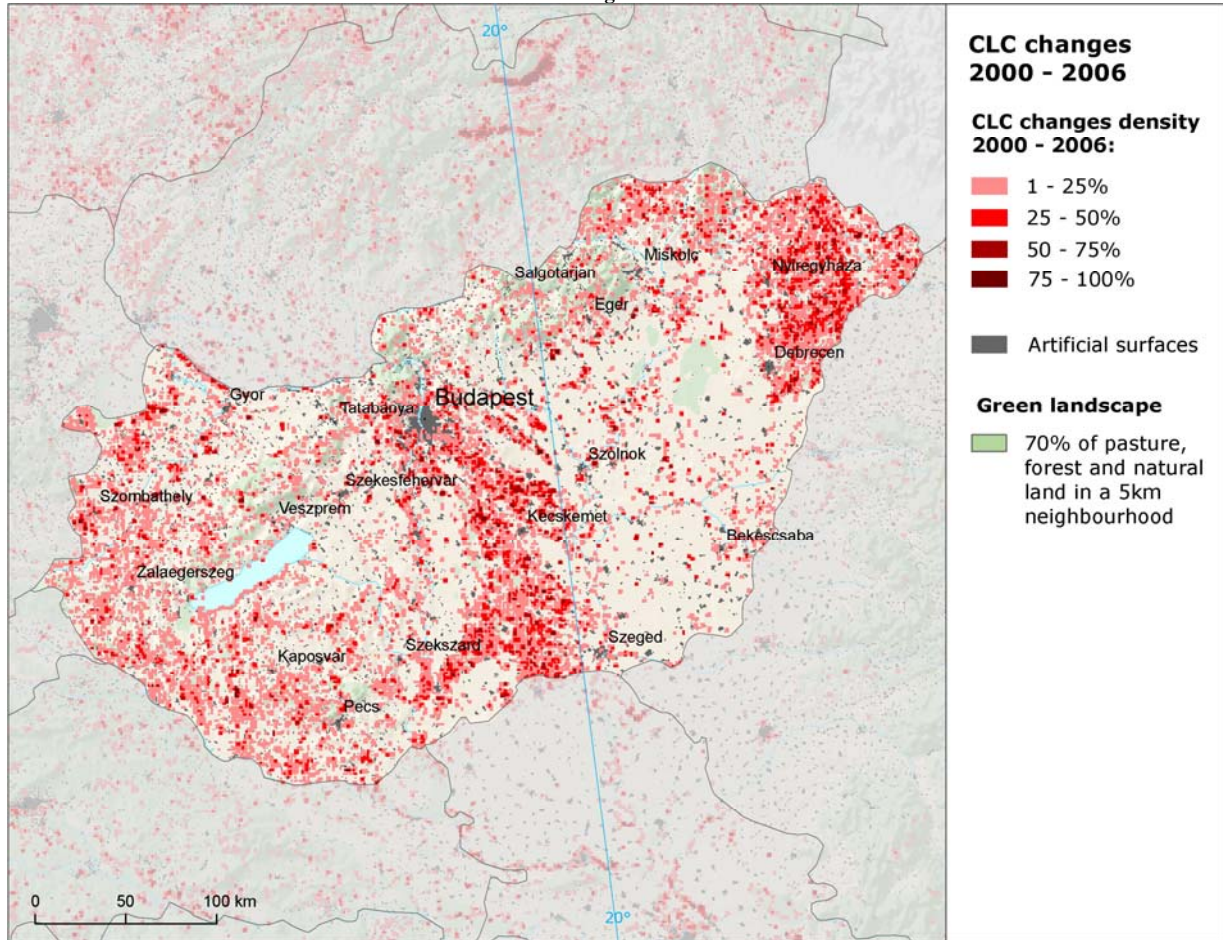 20°
CLC changes
2000 - 2006
CLC changes density
2000 - 2006:
1 - 25%
25 - 50%
50 - 75%
75 - 100%
Artificial surfaces
Green landscape
70% of pasture,
forest and natural
land in a 5km
neighbourhood
Miskolc
Salgotarjan
Nyiregyhaza
Eger
Debrecen
Gyor
Budapest
Tatabanya
Szolnok
Szekesfehervar
Szombathely
Veszprem
Kecskemet
Bekescsaba
Zalaegerszeg
Szeged
Szekszard
Kaposvar
Pecs
0 50 100 km
20°